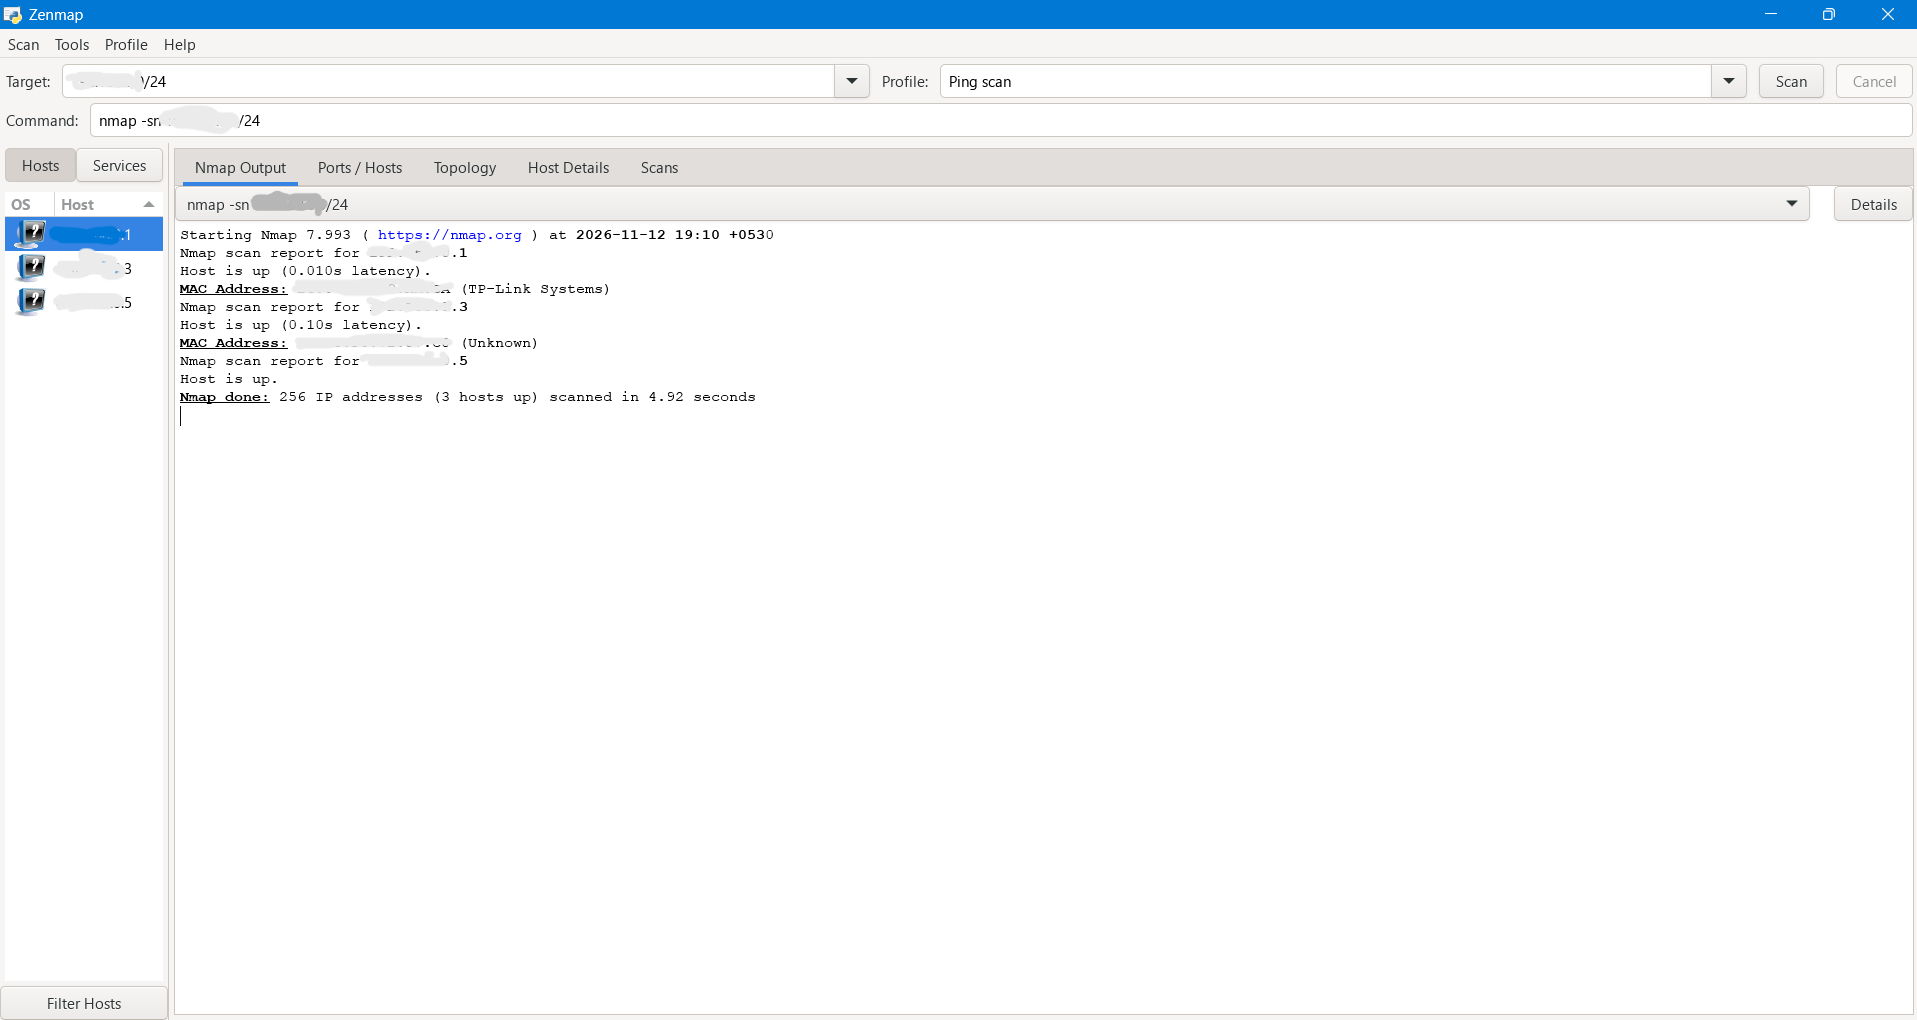 Zenmap
Scan Tools Profile Help
Target: /24 Profile: Ping scan Scan Cancel
Command: nmap -sn /24
Hosts Services
Nmap Output Ports / Hosts Topology Host Details Scans
OS Host
nmap -sn /24 Details
.1
3
.5
Starting Nmap 7.993 ( https://nmap.org ) at 2026-11-12 19:10 +0530
Nmap scan report for .1
Host is up (0.010s latency).
MAC Address: (TP-Link Systems)
Nmap scan report for .3
Host is up (0.10s latency).
MAC Address: (Unknown)
Nmap scan report for .5
Host is up.
Nmap done: 256 IP addresses (3 hosts up) scanned in 4.92 seconds
Filter Hosts